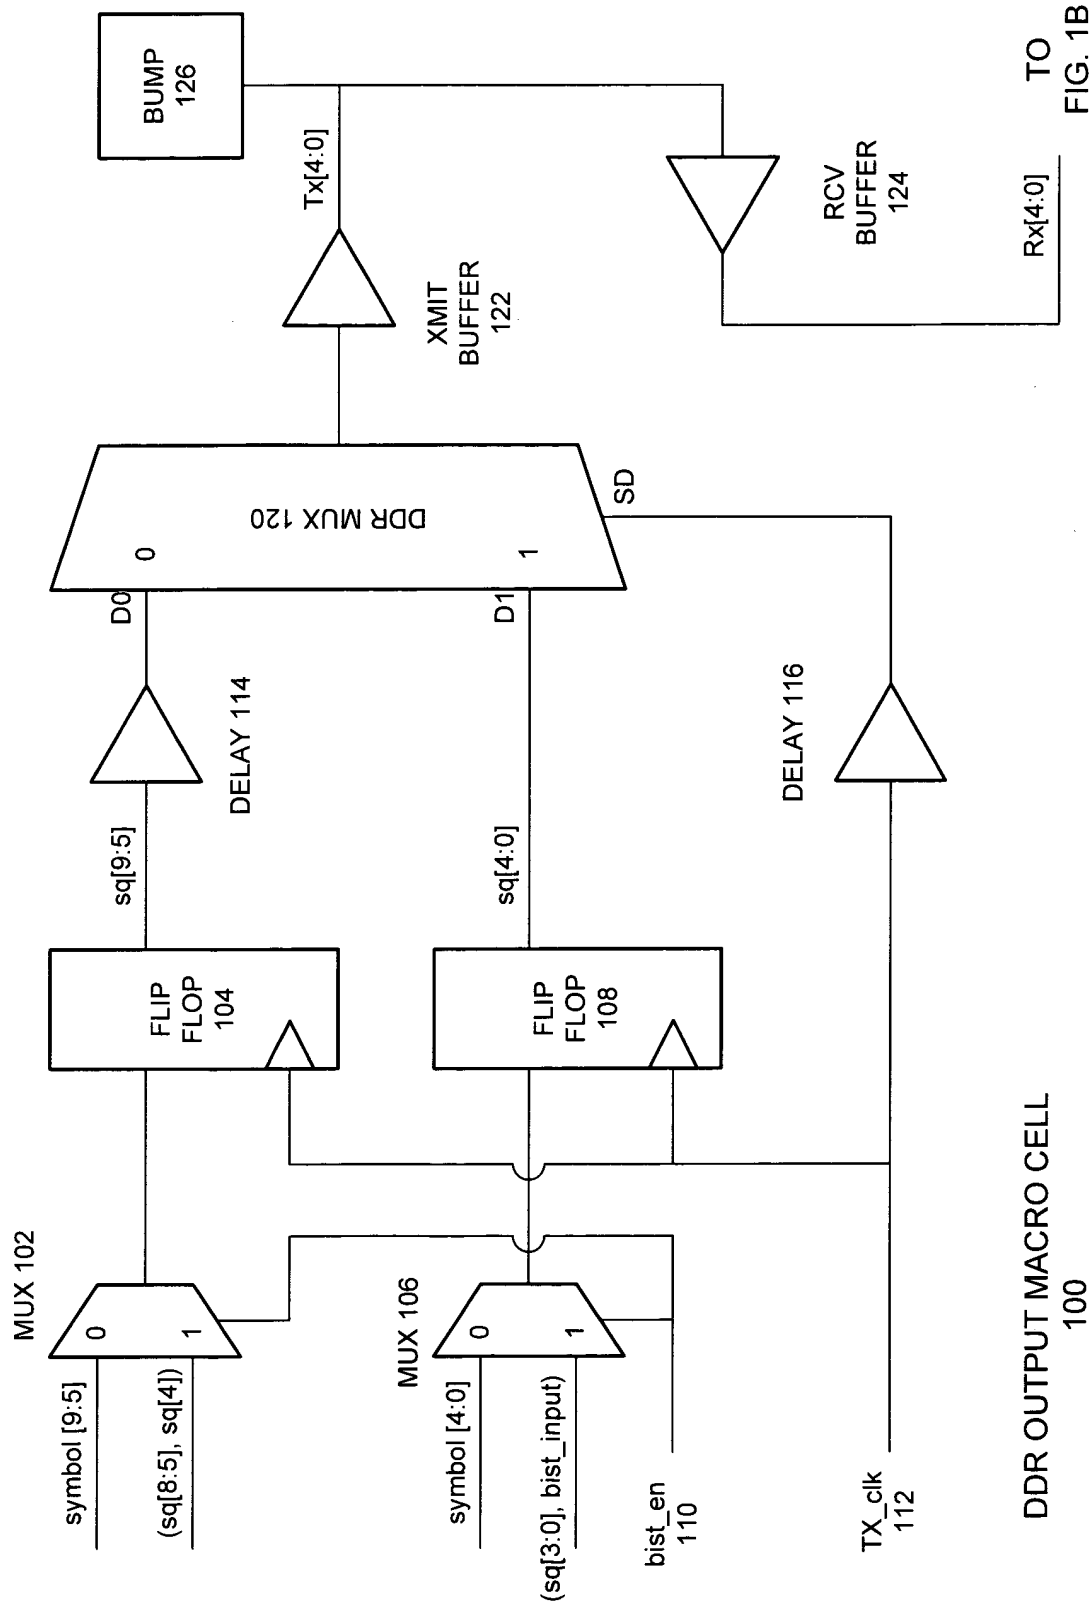 MUX 102
symbol [9:5]
0
(sq[8:5], sq[4])
1
FLIP
FLOP
104
sq[9:5]
DELAY 114
D0
0
DDR MUX 120
D1
1
SD
MUX 106
symbol [4:0]
0
(sq[3:0], bist_input)
1
FLIP
FLOP
108
sq[4:0]
bist_en
110
TX_clk
112
DELAY 116
XMIT
BUFFER
122
Tx[4:0]
BUMP
126
RCV
BUFFER
124
Rx[4:0]
TO
FIG. 1B
DDR OUTPUT MACRO CELL
100